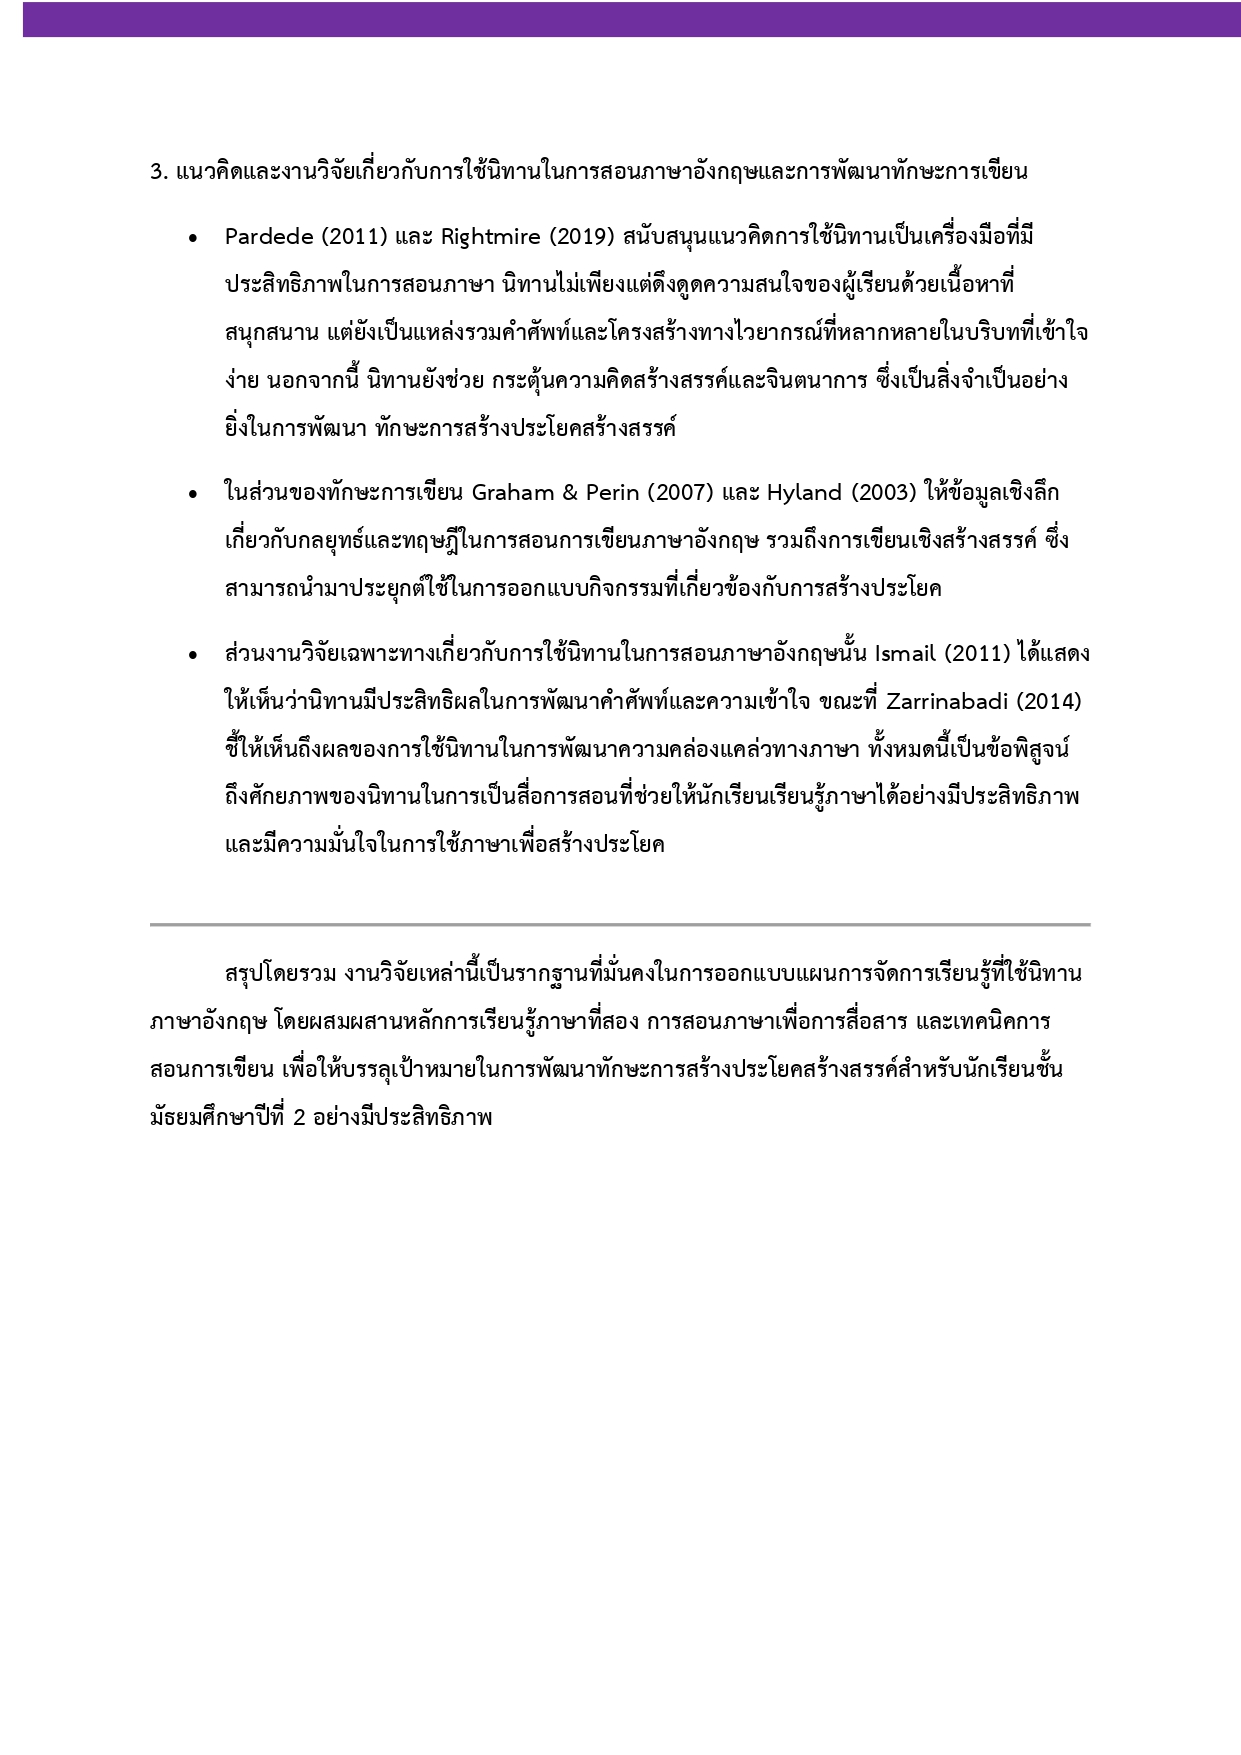 3. แนวคิดและงานวิจัยเกี่ยวกับการใช้นิทานในการสอนภาษาอังกฤษและการพัฒนาทักษะการเขียน
• Pardede (2011) และ Rightmire (2019) สนับสนุนแนวคิดการใช้นิทานเป็นเครื่องมือที่มี
ประสิทธิภาพในการสอนภาษา นิทานไม่เพียงแต่ดึงดูดความสนใจของผู้เรียนด้วยเนื้อหาที่
สนุกสนาน แต่ยังเป็นแหล่งรวมคำศัพท์และโครงสร้างทางไวยากรณ์ที่หลากหลายในบริบทที่เข้าใจ
ง่าย นอกจากนี้ นิทานยังช่วย กระตุ้นความคิดสร้างสรรค์และจินตนาการ ซึ่งเป็นสิ่งจำเป็นอย่าง
ยิ่งในการพัฒนา ทักษะการสร้างประโยคสร้างสรรค์
• ในส่วนของทักษะการเขียน Graham & Perin (2007) และ Hyland (2003) ให้ข้อมูลเชิงลึก
เกี่ยวกับกลยุทธ์และทฤษฎีในการสอนการเขียนภาษาอังกฤษ รวมถึงการเขียนเชิงสร้างสรรค์ ซึ่ง
สามารถนำมาประยุกต์ใช้ในการออกแบบกิจกรรมที่เกี่ยวข้องกับการสร้างประโยค
• ส่วนงานวิจัยเฉพาะทางเกี่ยวกับการใช้นิทานในการสอนภาษาอังกฤษนั้น Ismail (2011) ได้แสดง
ให้เห็นว่านิทานมีประสิทธิผลในการพัฒนาคำศัพท์และความเข้าใจ ขณะที่ Zarrinabadi (2014)
ชี้ให้เห็นถึงผลของการใช้นิทานในการพัฒนาความคล่องแคล่วทางภาษา ทั้งหมดนี้เป็นข้อพิสูจน์
ถึงศักยภาพของนิทานในการเป็นสื่อการสอนที่ช่วยให้นักเรียนเรียนรู้ภาษาได้อย่างมีประสิทธิภาพ
และมีความมั่นใจในการใช้ภาษาเพื่อสร้างประโยค
สรุปโดยรวม งานวิจัยเหล่านี้เป็นรากฐานที่มั่นคงในการออกแบบแผนการจัดการเรียนรู้ที่ใช้นิทาน
ภาษาอังกฤษ โดยผสมผสานหลักการเรียนรู้ภาษาที่สอง การสอนภาษาเพื่อการสื่อสาร และเทคนิคการ
สอนการเขียน เพื่อให้บรรลุเป้าหมายในการพัฒนาทักษะการสร้างประโยคสร้างสรรค์สำหรับนักเรียนชั้น
มัธยมศึกษาปีที่ 2 อย่างมีประสิทธิภาพ